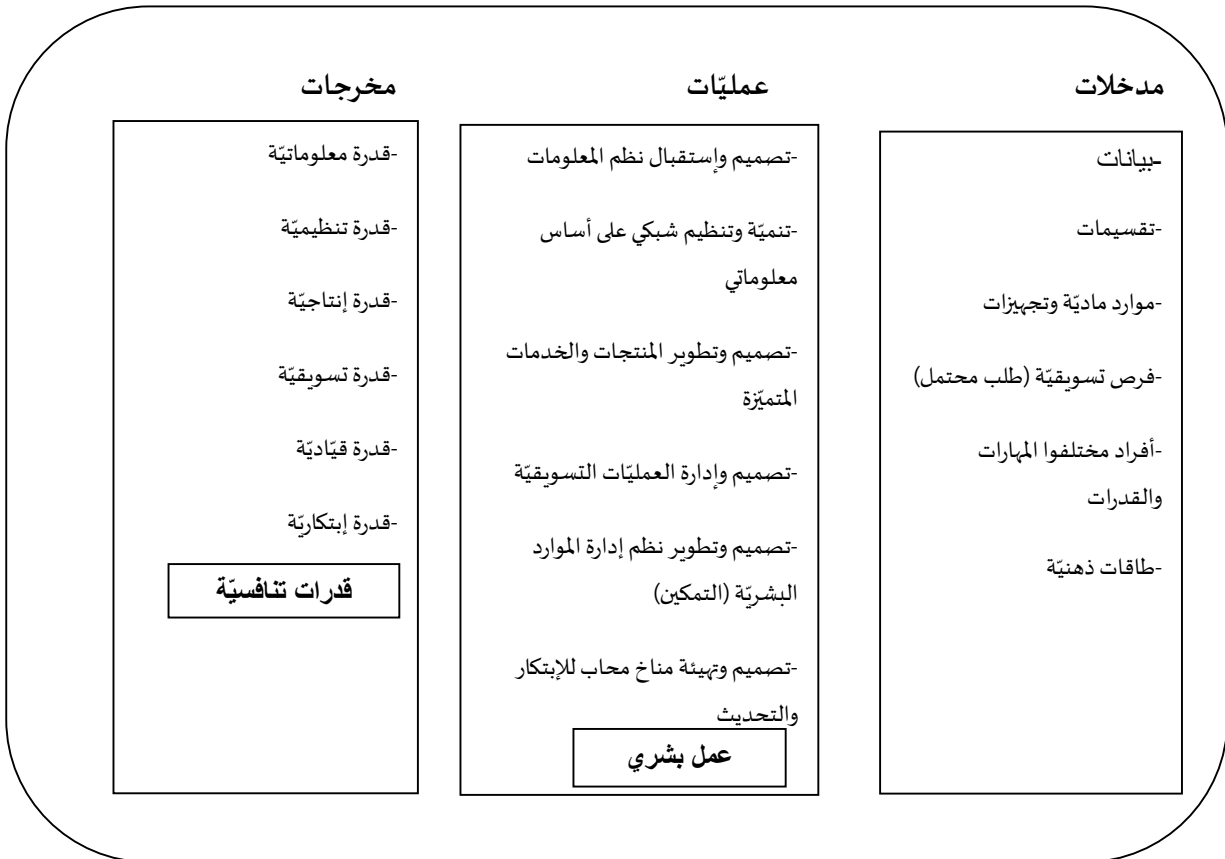 مدخلات
-بيانات
-تقسيمات
-موارد ماديّة وتجهيزات
-فرص تسويقيّة (طلب محتمل)
-أفراد مختلفوا المهارات
والقدرات
-طاقات ذهنيّة
عمليّات
-تصميم وإستقبال نظم المعلومات
-تنميّة وتنظيم شبكي على أساس
معلوماتي
-تصميم وتطوير المنتجات والخدمات
المتميّزة
-تصميم وإدارة العمليّات التسويقيّة
-تصميم وتطوير نظم إدارة الموارد
البشريّة (التمكين)
-تصميم وتهيئة مناخ محاب للإبتكار
والتحديث
عمل بشري
مخرجات
-قدرة معلوماتيّة
-قدرة تنظيميّة
-قدرة إنتاجيّة
-قدرة تسويقيّة
-قدرة قيّاديّة
-قدرة إبتكاريّة
قدرات تنافسيّة